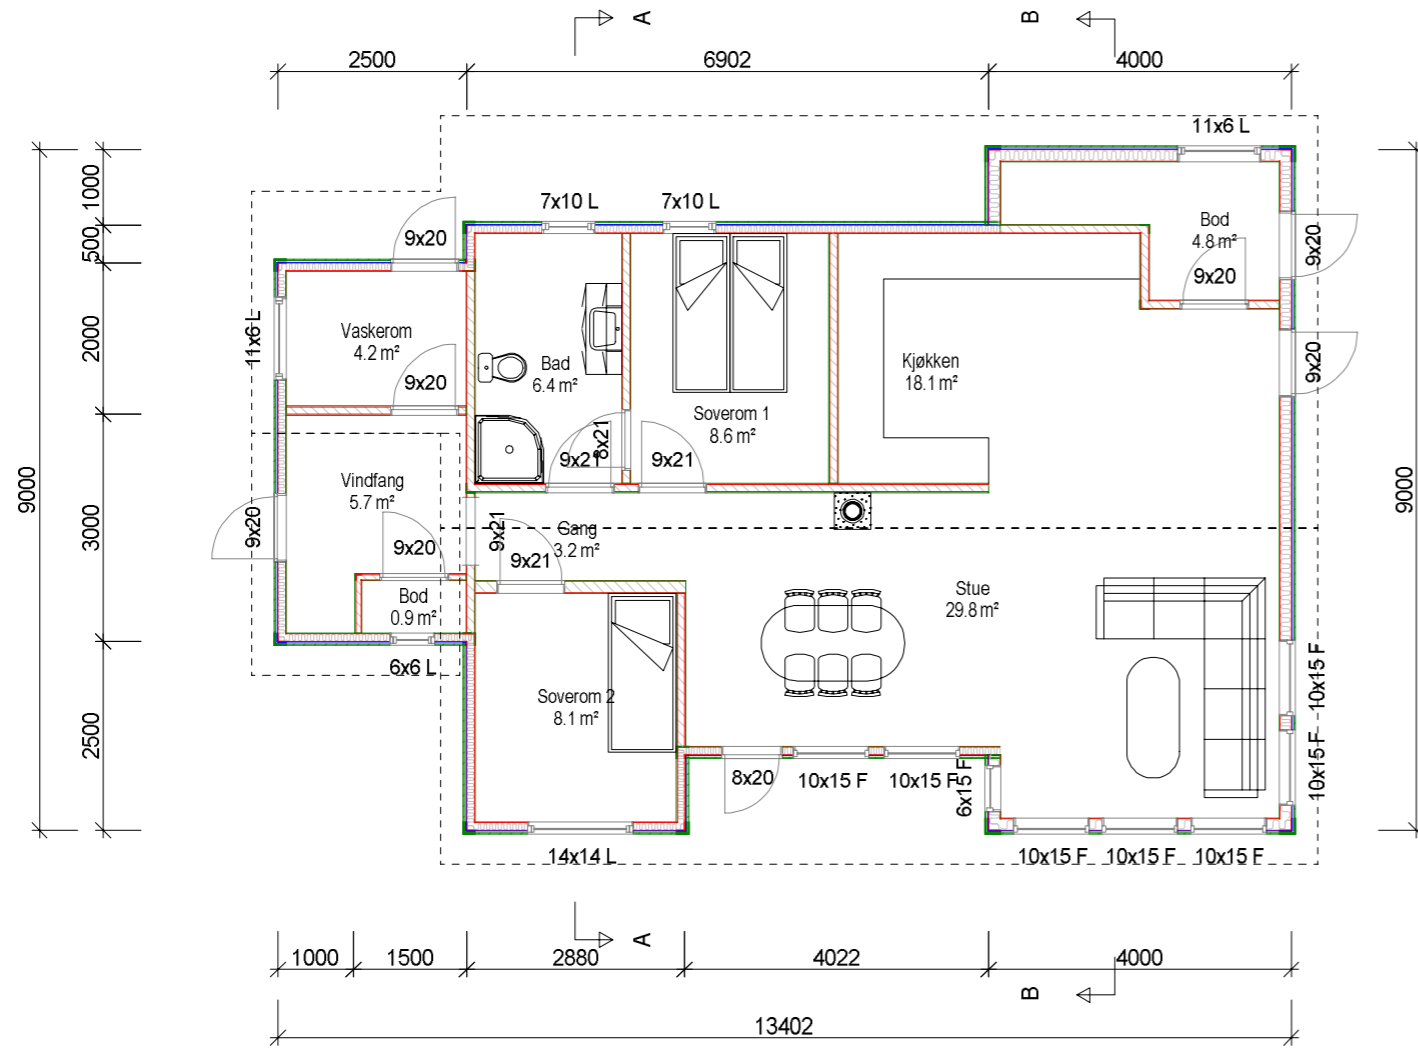 A
B
2500
6902
4000
11x6 L
7x10 L
7x10 L
1000
500
2000
3000
2500
9000
9000
9x20
Bod
4.8 m²
9x20
9x20
11x6 L
Vaskerom
4.2 m²
9x20
Bad
6.4 m²
Soverom 1
8.6 m²
Kjøkken
18.1 m²
9x20
9x21
8x21
9x21
Vindfang
5.7 m²
9x20
9x20
9x21
Gang
3.2 m²
9x21
Bod
0.9 m²
6x6 L
Stue
29.8 m²
Soverom 2
8.1 m²
10x15 F
10x15 F
8x20
10x15 F
10x15 F
6x15 F
14x14 L
10x15 F
10x15 F
10x15 F
A
B
1000
1500
2880
4022
4000
13402